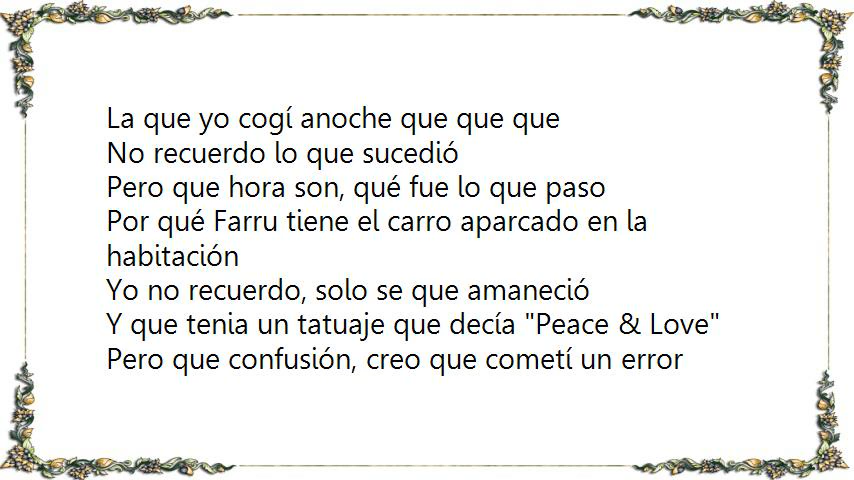 La que yo cogí anoche que que que
No recuerdo lo que sucedió
Pero que hora son, qué fue lo que paso
Por qué Farru tiene el carro aparcado en la
habitación
Yo no recuerdo, solo se que amaneció
Y que tenia un tatuaje que decía "Peace & Love"
Pero que confusión, creo que cometí un error